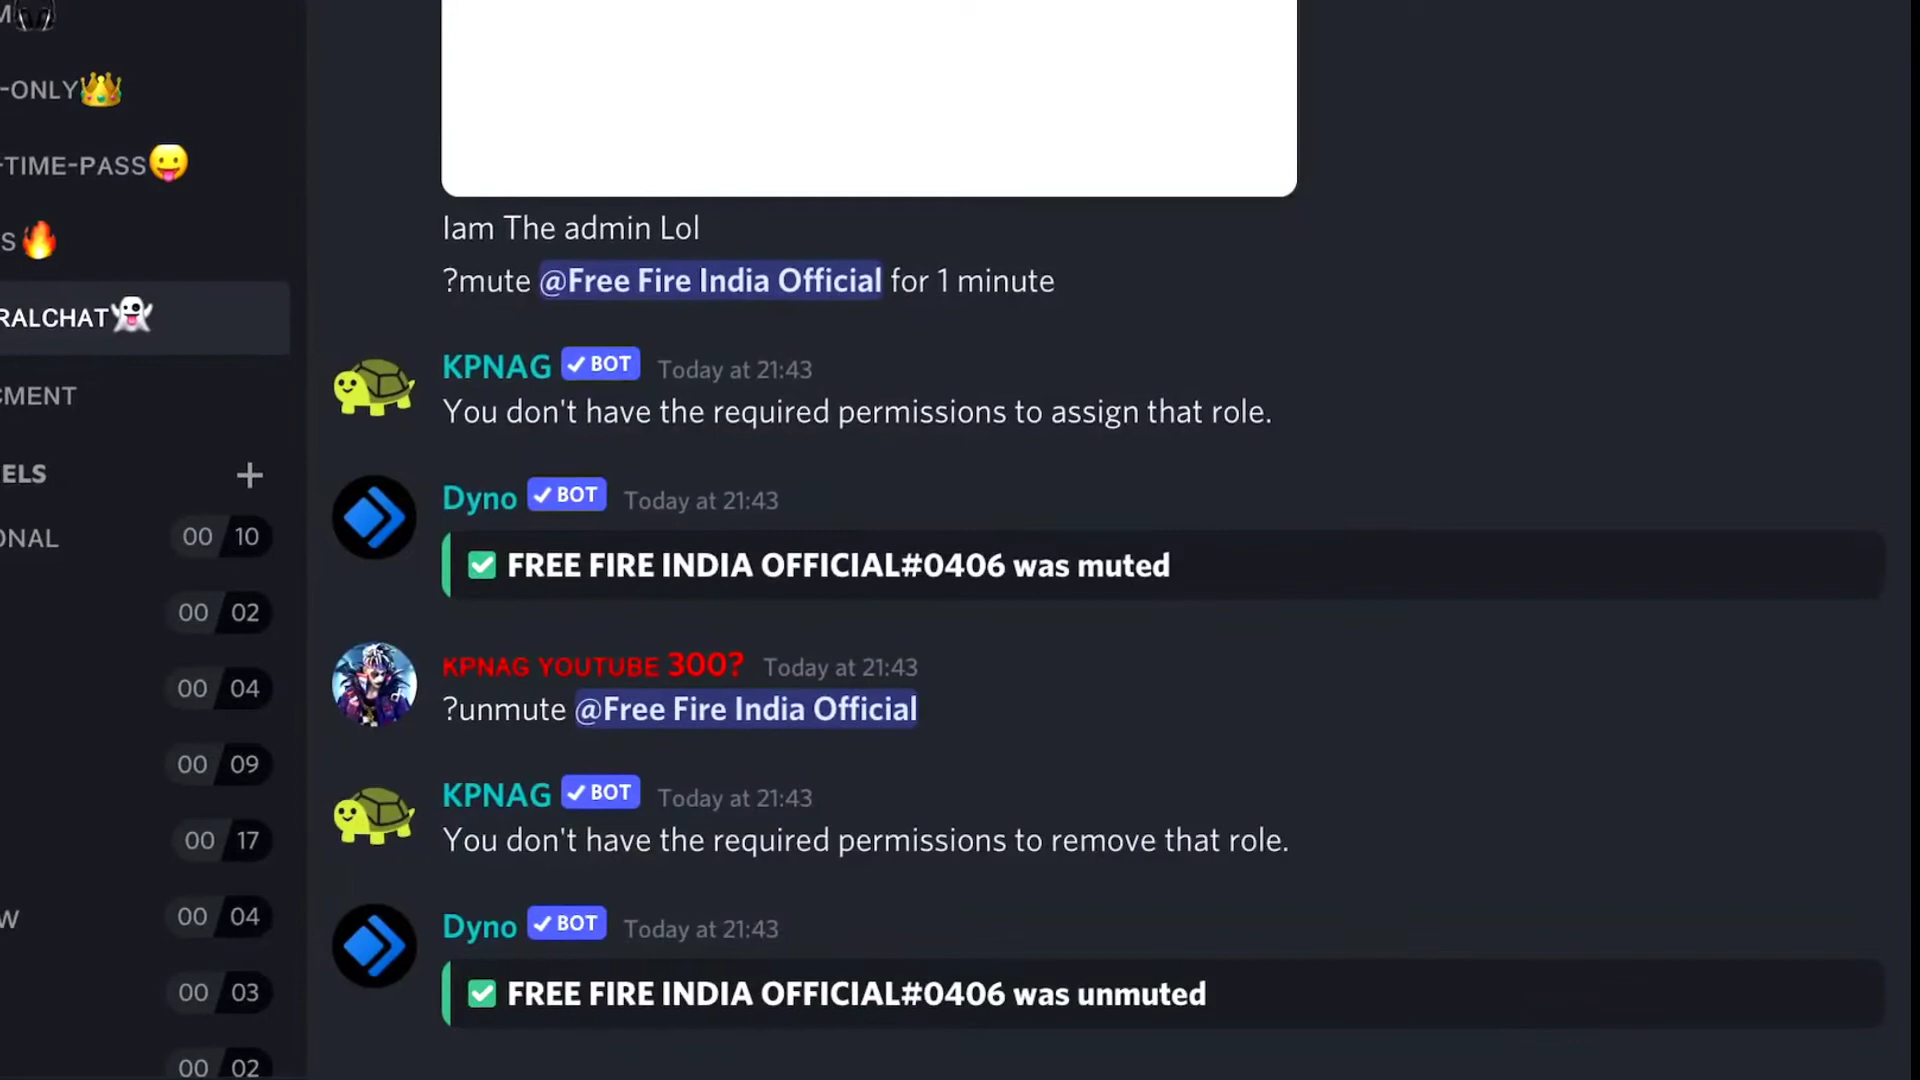 M
-ONLY
-TIME-PASS
S
RALCHAT
CMENT
ELS
ONAL 00 10
00 02
00 04
00 09
00 17
W 00 04
00 03
00 02
Iam The admin Lol
?mute @Free Fire India Official for 1 minute
KPNAG BOT Today at 21:43
You don't have the required permissions to assign that role.
Dyno BOT Today at 21:43
FREE FIRE INDIA OFFICIAL#0406 was muted
KPNAG YOUTUBE 300? Today at 21:43
?unmute @Free Fire India Official
KPNAG BOT Today at 21:43
You don't have the required permissions to remove that role.
Dyno BOT Today at 21:43
FREE FIRE INDIA OFFICIAL#0406 was unmuted